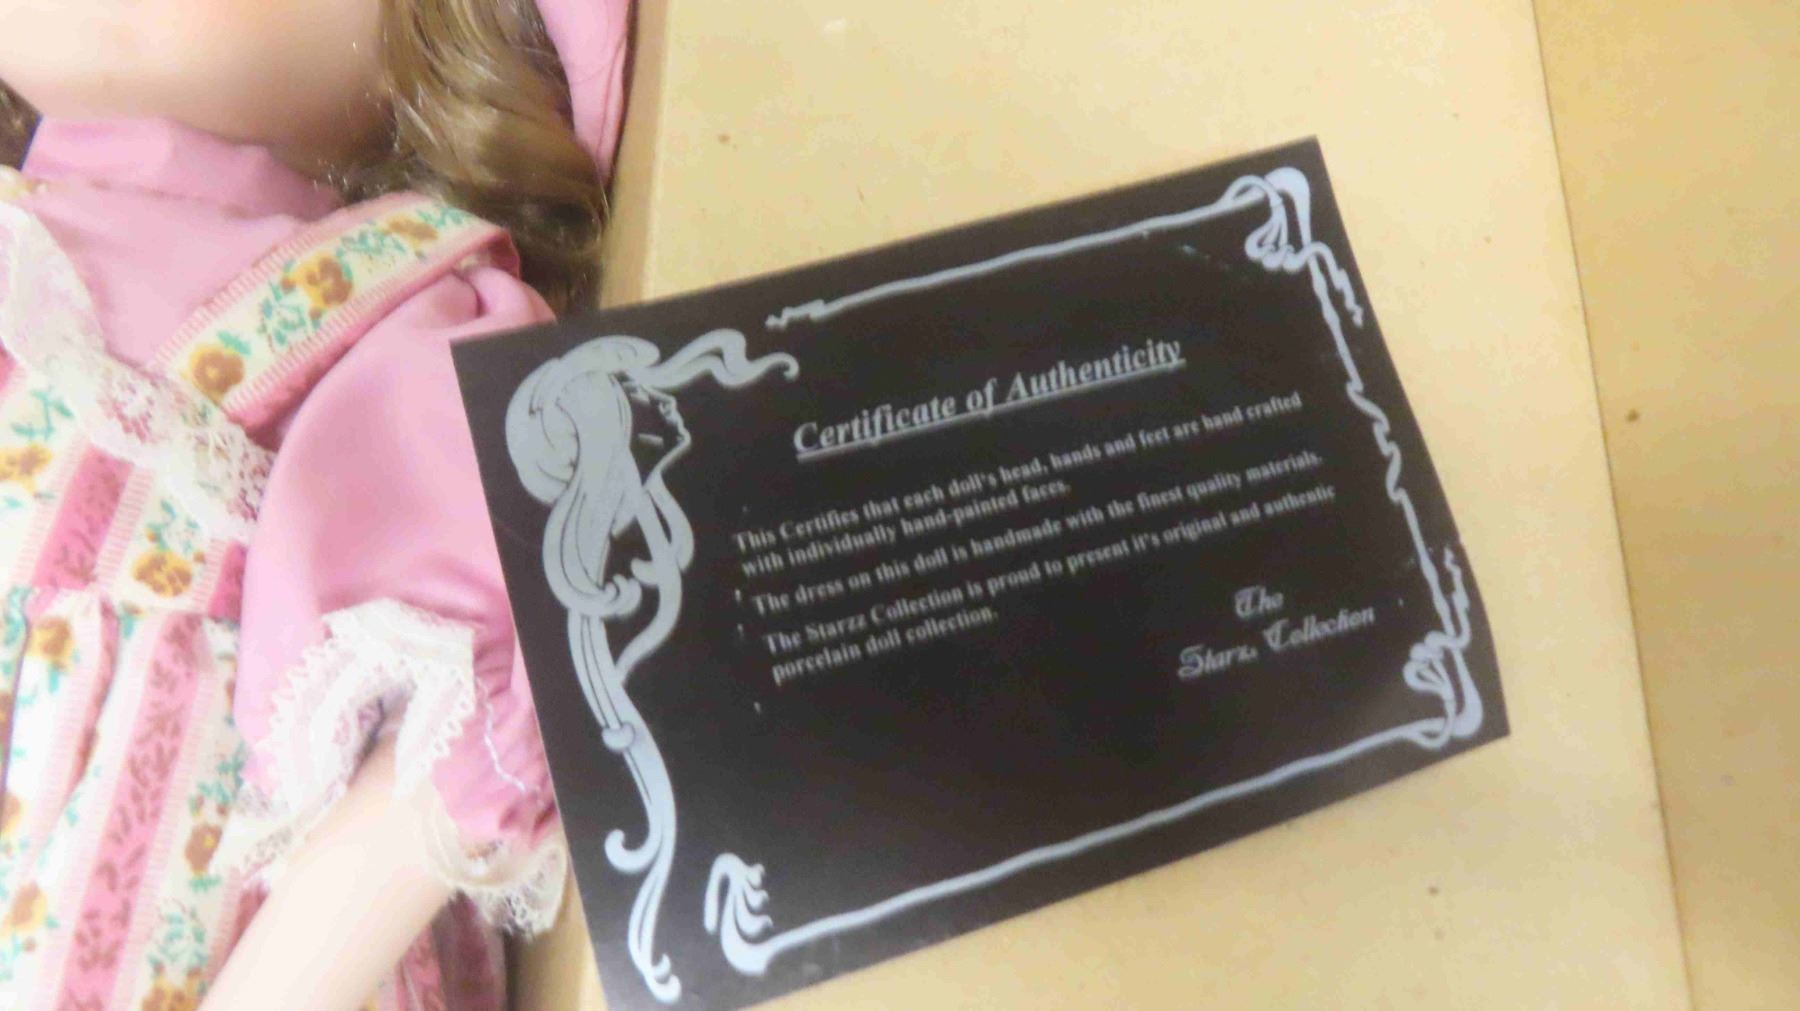 Certificate of Authenticity
This Certifies that each doll's head, hands and feet are hand crafted
with individually hand-painted faces.
The dress on this doll is handmade with the finest quality materials.
The Starzz Collection is proud to present it's original and authentic
porcelain doll collection.
The
Starzz Collection